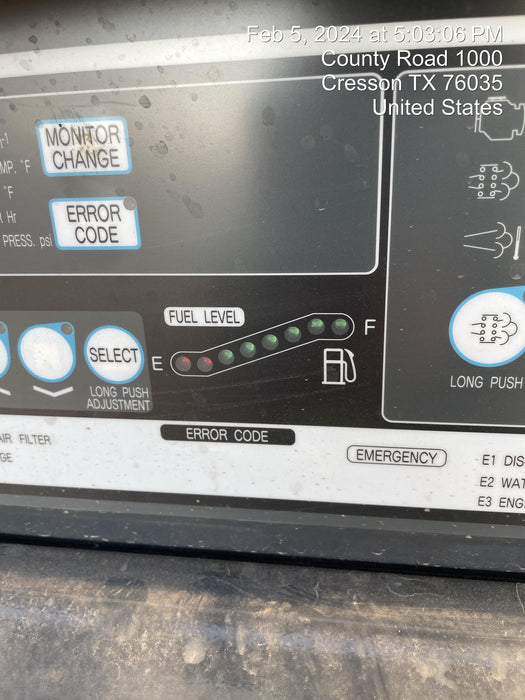 Feb 5, 2024 at 5:03:06 PM
County Road 1000
Cresson TX 76035
United States
MONITOR
CHANGE
°F
°F
Hr
PRESS. psi
ERROR
CODE
FUEL LEVEL
E
F
SELECT
LONG PUSH
ADJUSTMENT
LONG PUSH
AIR FILTER
ERROR CODE
EMERGENCY
E1 DIS
E2 WAT
E3 ENG